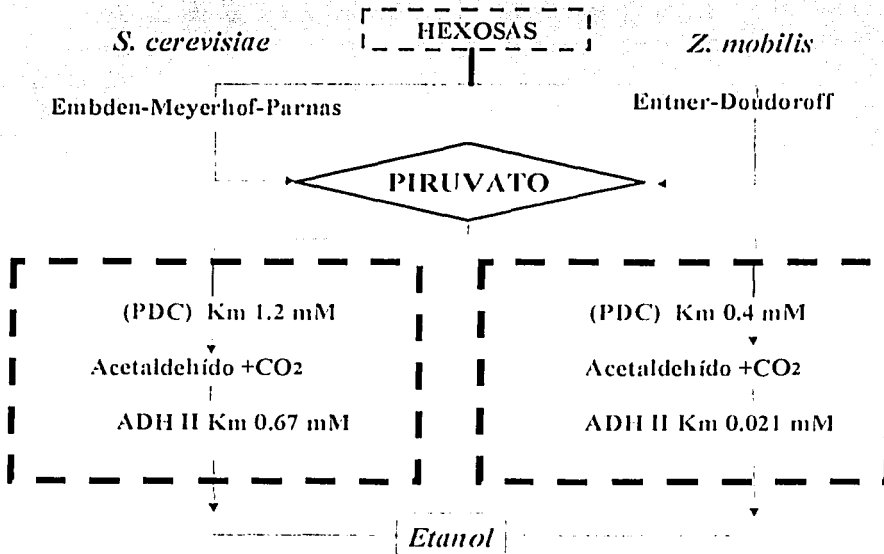 S. cerevisiae
HEXOSAS
Z. mobilis
Embden-Meyerhof-Parnas
Entner-Doudoroff
PIRUVATO
(PDC) Km 1.2 mM
Acetaldehído +CO2
ADH II Km 0.67 mM
(PDC) Km 0.4 mM
Acetaldehído +CO2
ADH II Km 0.021 mM
Etanol